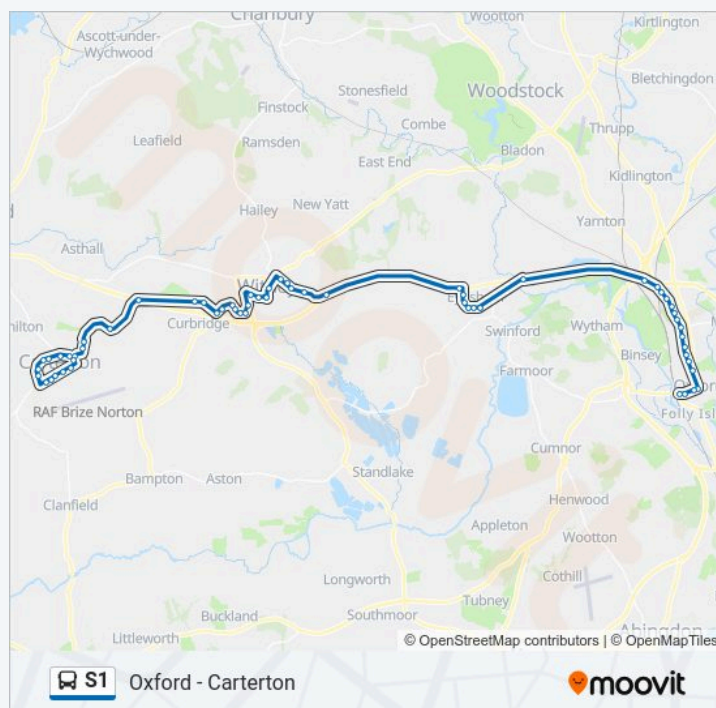 Charlbury
Wootton
Kirtlington
Ascott-under-
Wychwood
Bletchingdon
Woodstock
Stonesfield
Finstock
Combe
Thrupp
Leafield
Ramsden
Bladon
East End
Kidlington
New Yatt
Hailey
Yarnton
Asthall
Curbridge
Swinford
Wytham
Binsey
Farmoor
RAF Brize Norton
Folly Isl
Cumnor
Bampton
Aston
Standlake
Clanfield
Henwood
Appleton
Wootton
Longworth
Cothill
Tubney
Buckland
Southmoor
Abingdon
Littleworth
© OpenStreetMap contributors | © OpenMapTiles
S1 Oxford - Carterton
moovit